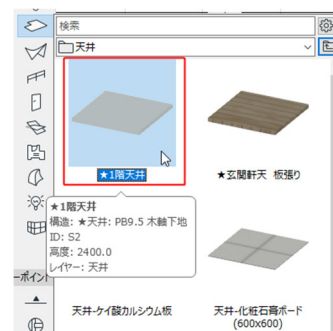 検索
天井
★1階天井
★玄関軒天 板張り
★1階天井
構造: ★天井: PB9.5 木軸下地
ID: S2
高度: 2400.0
レイヤー: 天井
ーポイント
天井-ケイ酸カルシウム板
天井-化粧石膏ボード
(600x600)